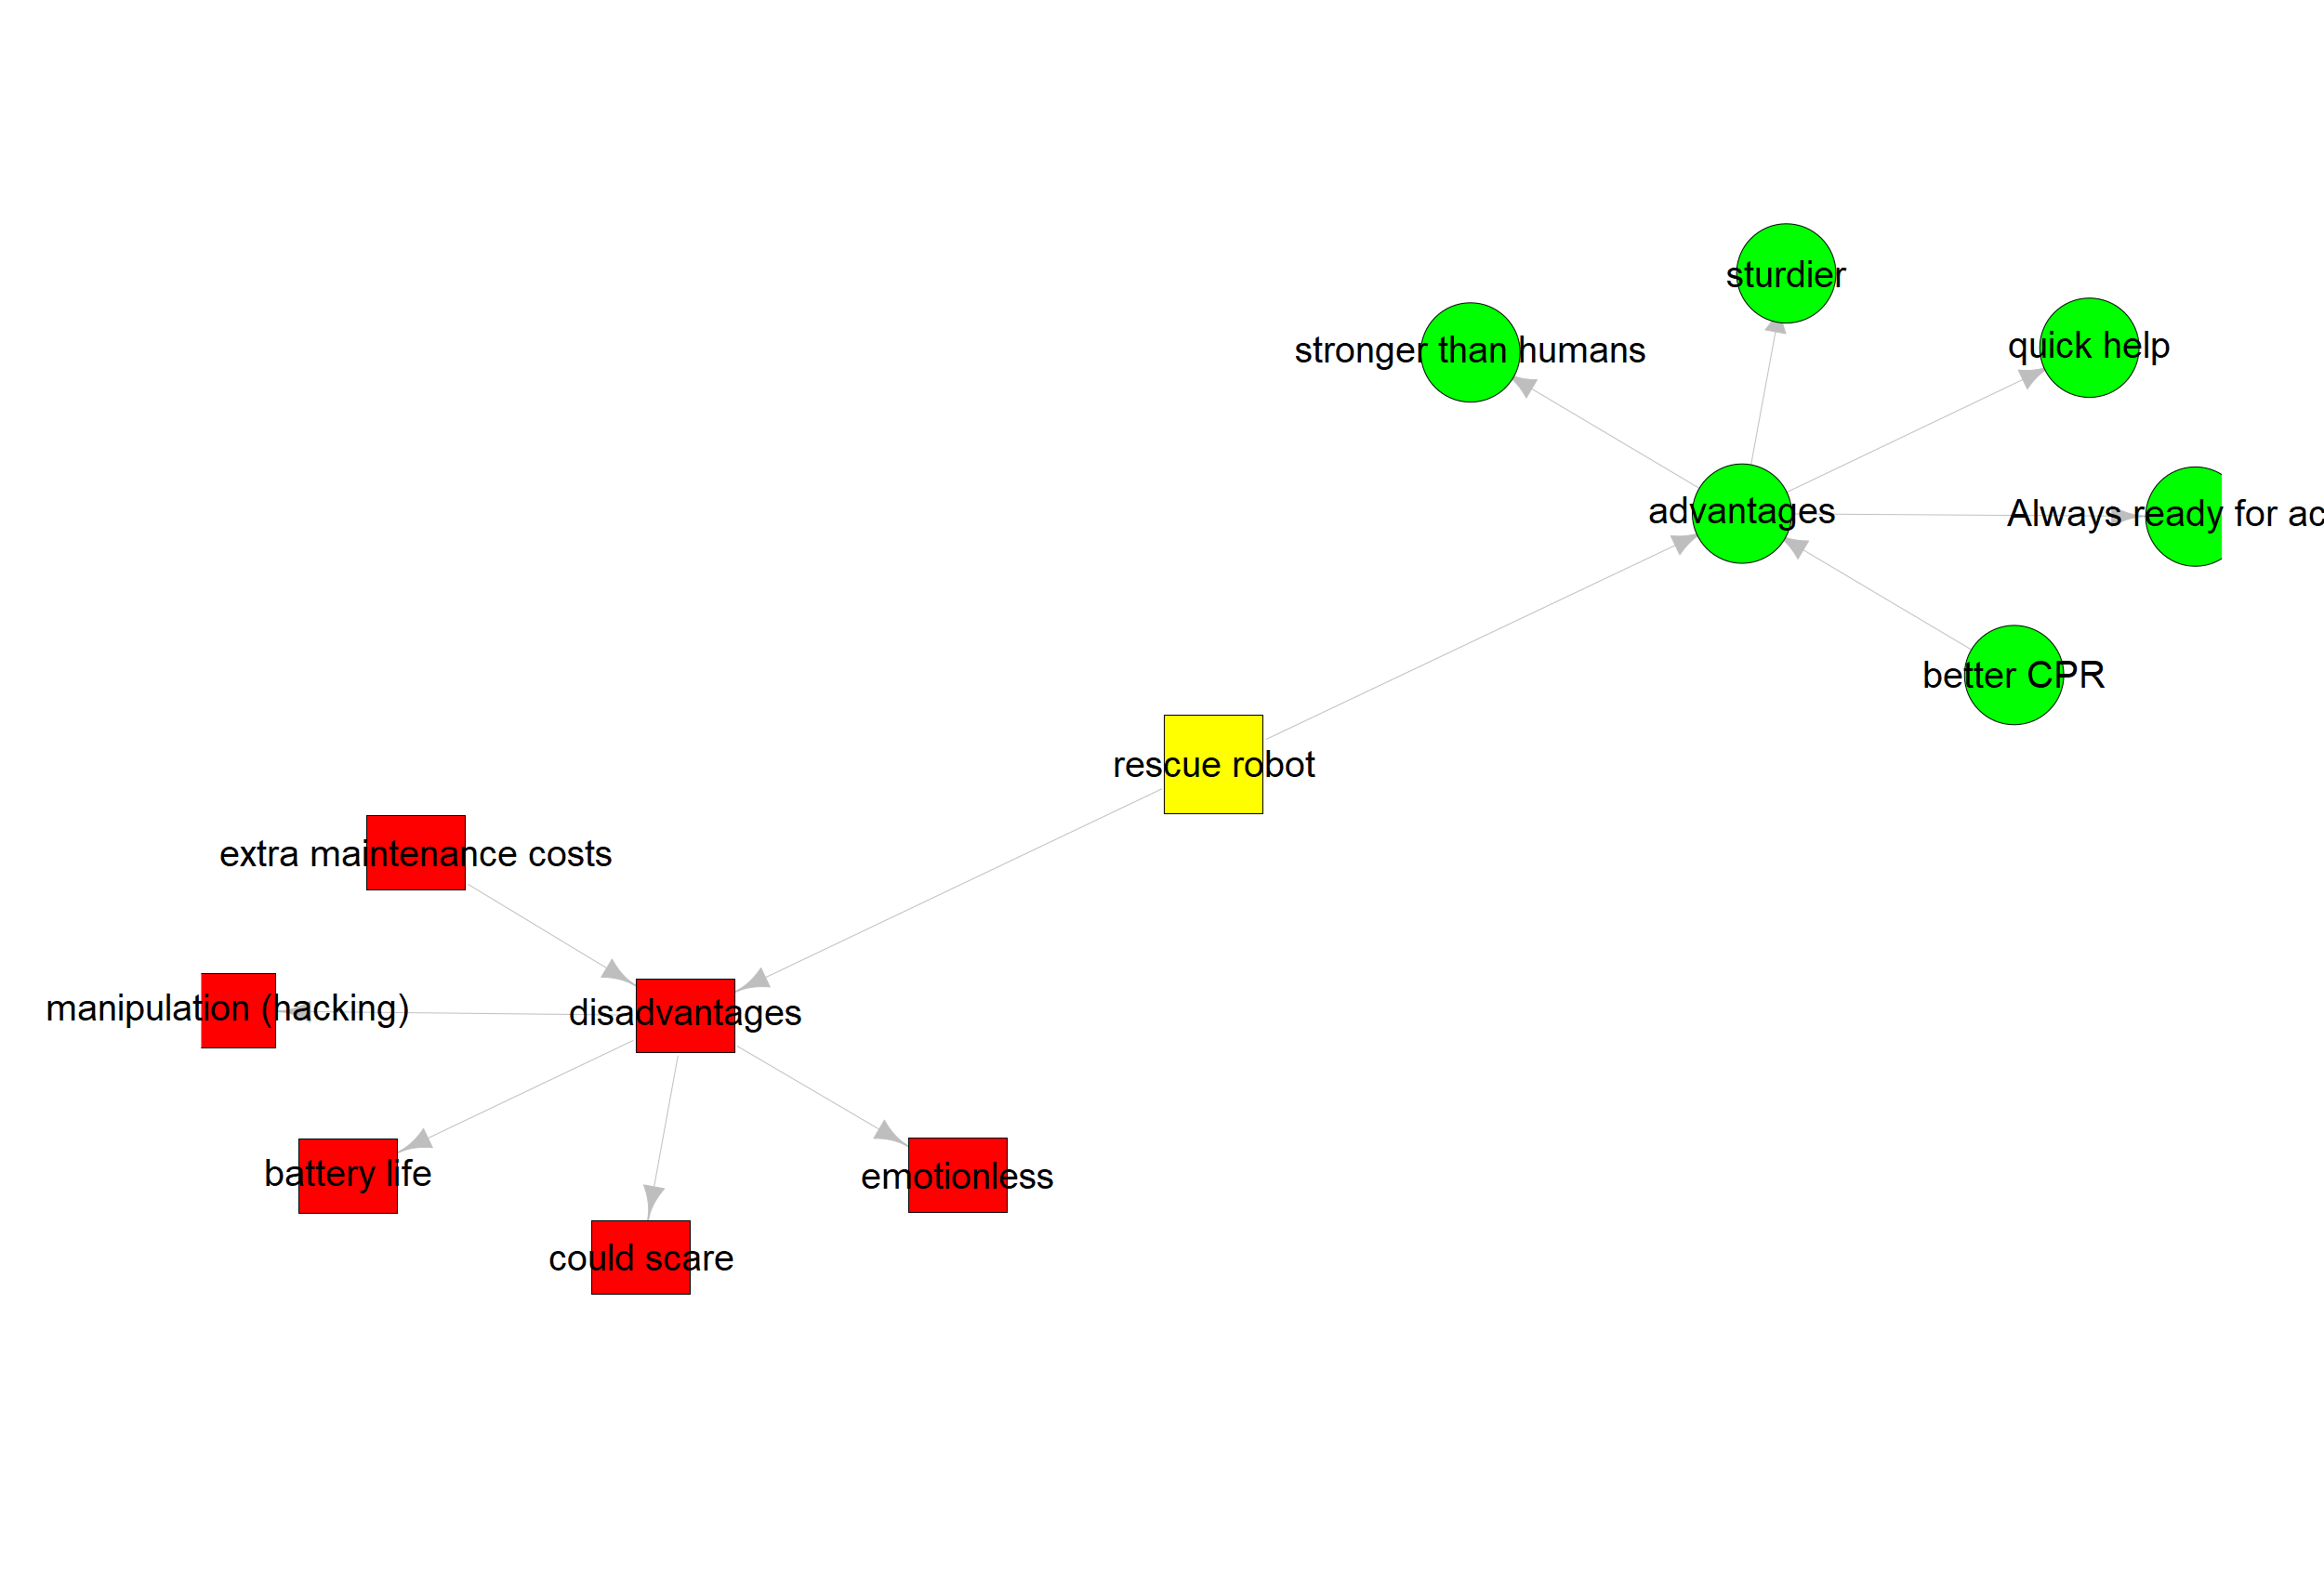 sturdier
stronger than humans
quick help
advantages
Always ready for ac
better CPR
rescue robot
extra maintenance costs
manipulation (hacking)
disadvantages
battery life
emotionless
could scare